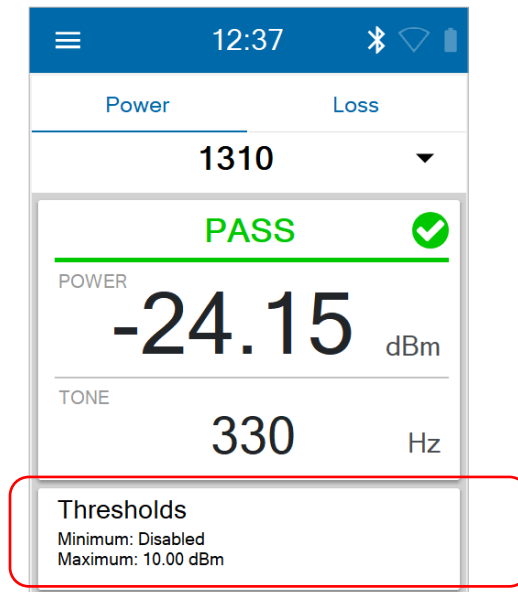 12:37
Power Loss
1310
PASS
POWER
-24.15 dBm
TONE
330 Hz
Thresholds
Minimum: Disabled
Maximum: 10.00 dBm